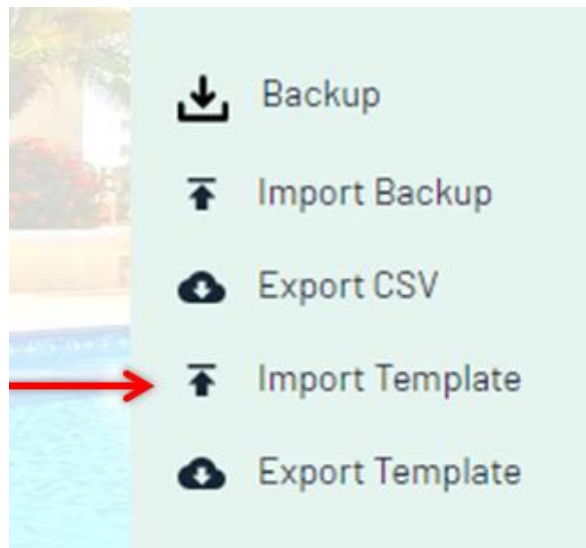 Backup
Import Backup
Export CSV
Import Template
Export Template